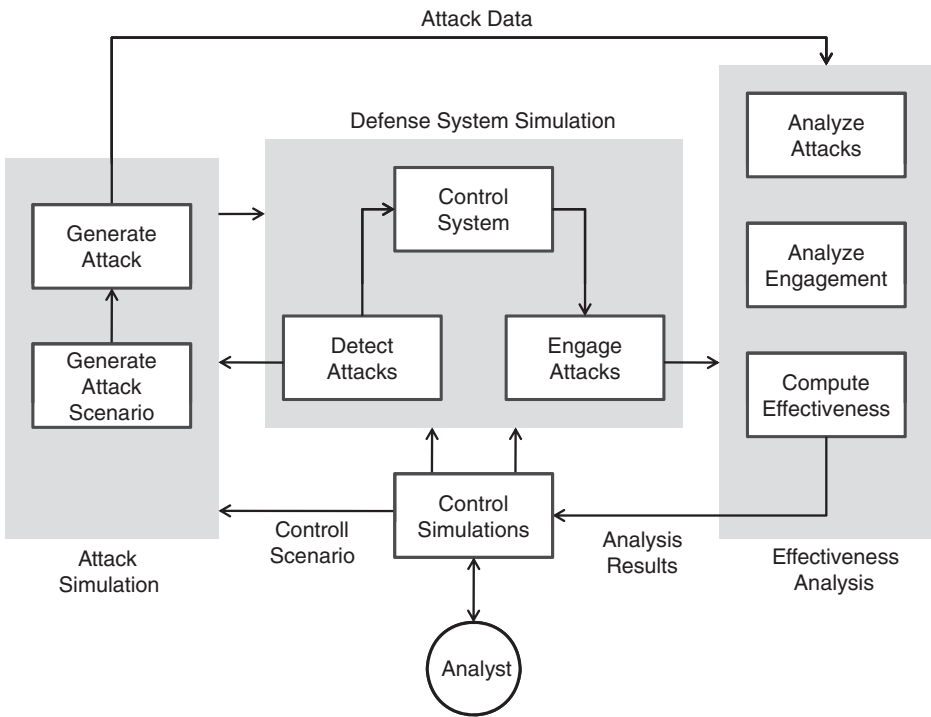 Attack Data
Defense System Simulation
Analyze
Attacks
Control
System
Generate
Attack
Analyze
Engagement
Detect
Attacks
Engage
Attacks
Generate
Attack
Scenario
Compute
Effectiveness
Control
Simulations
Controll
Scenario
Analysis
Results
Attack
Simulation
Effectiveness
Analysis
Analyst